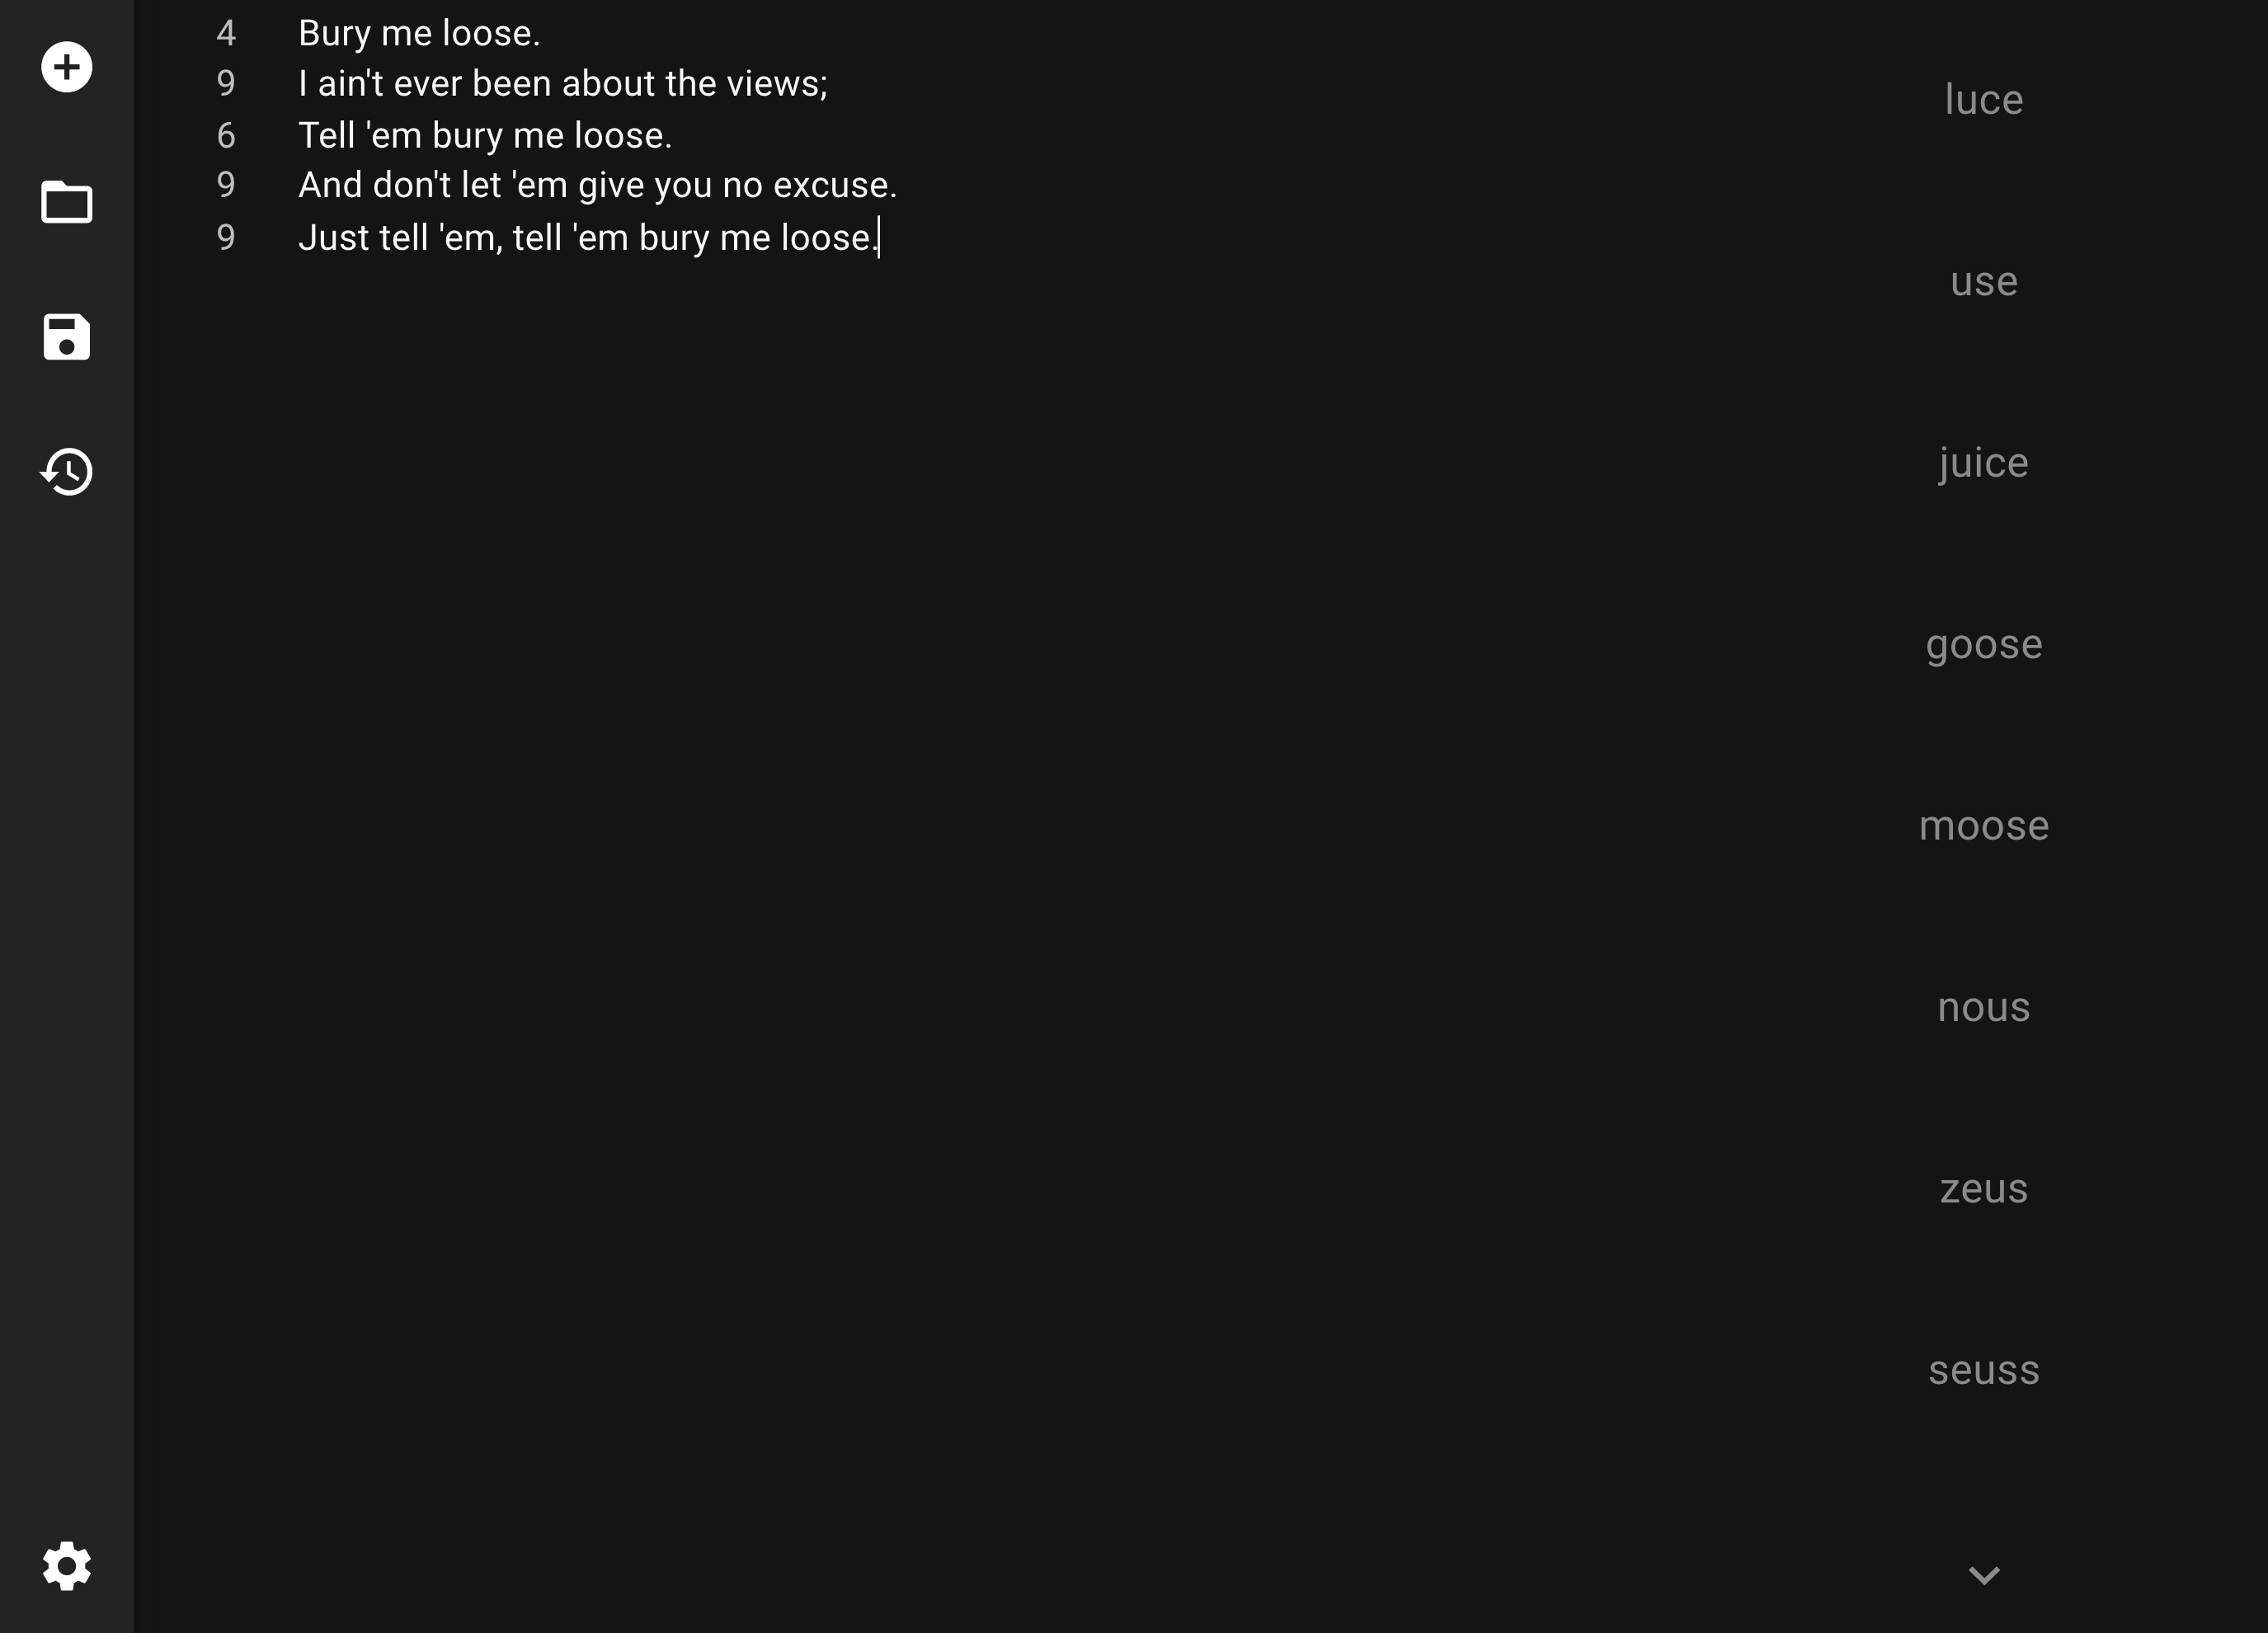 4 Bury me loose.
9 I ain't ever been about the views;
6 Tell 'em bury me loose.
9 And don't let 'em give you no excuse.
9 Just tell 'em, tell 'em bury me loose.
luce
use
juice
goose
moose
nous
zeus
seuss